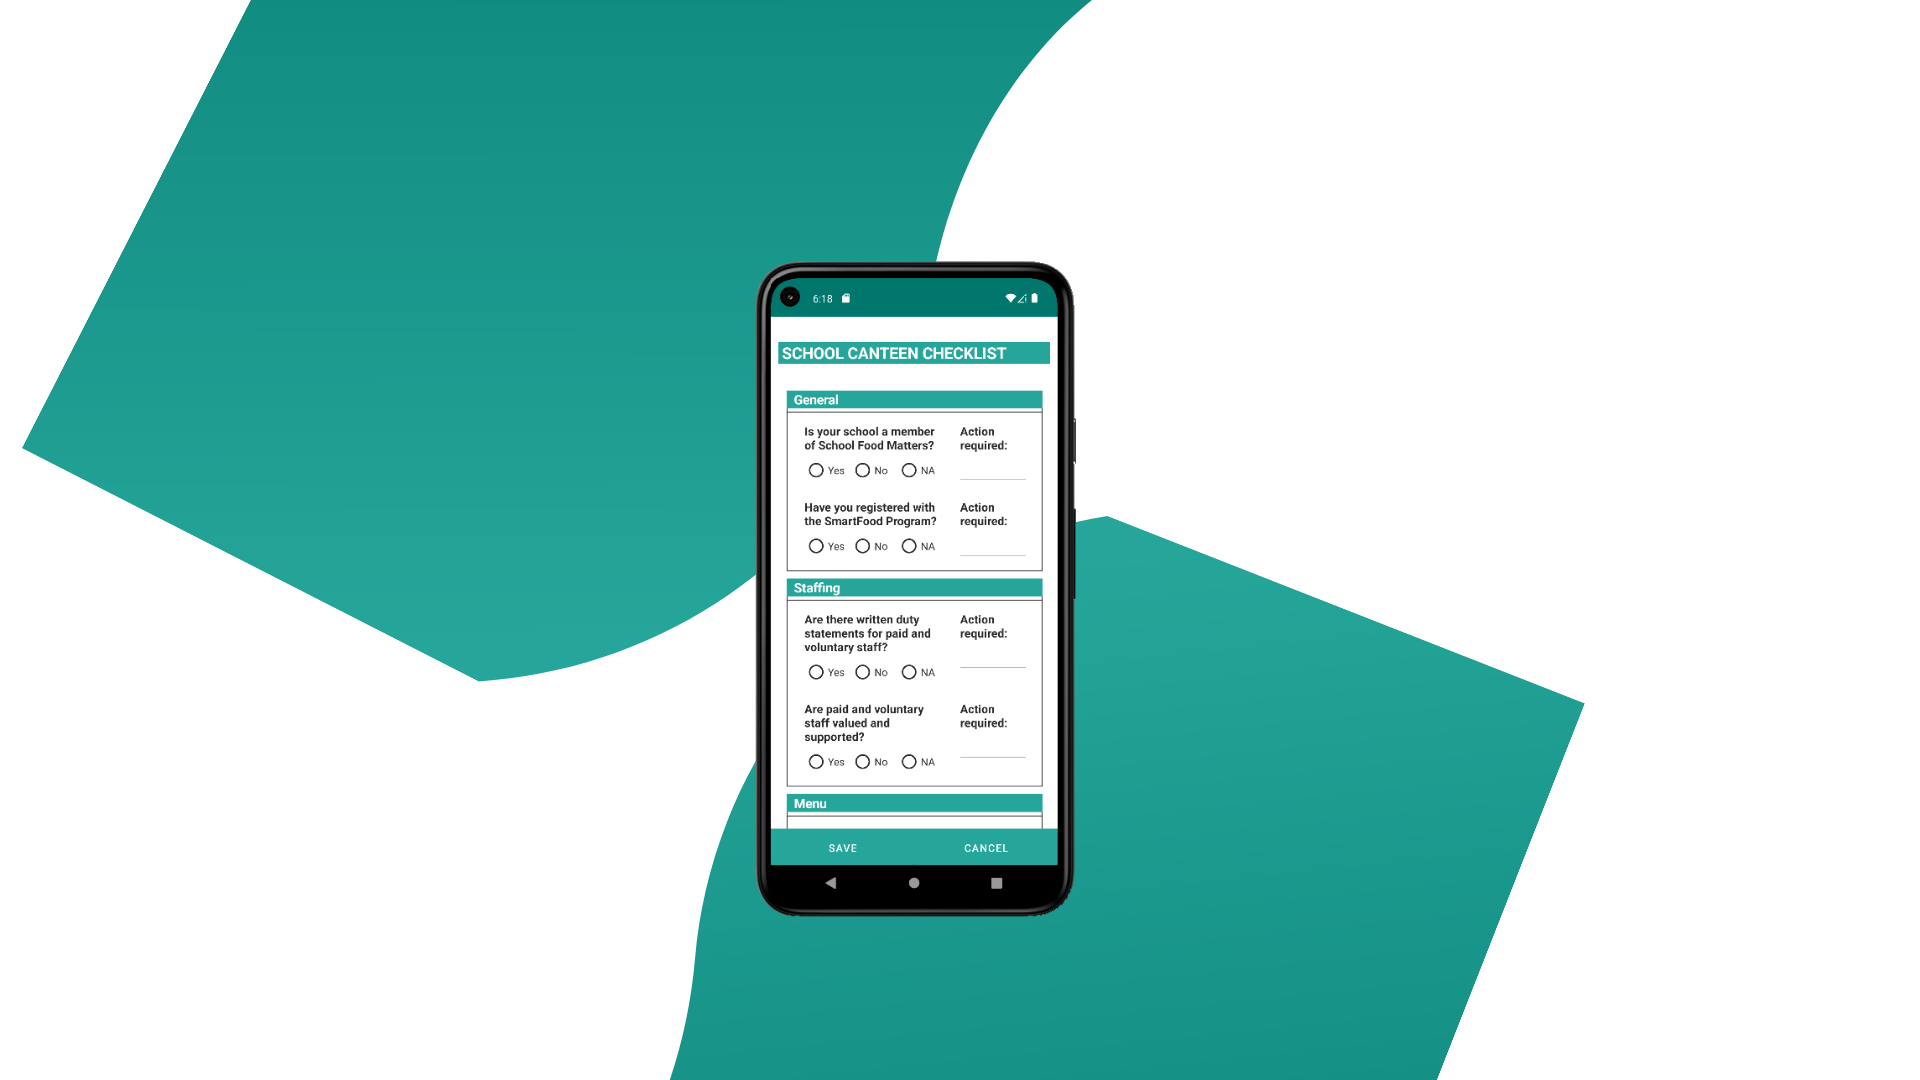 6:18
SCHOOL CANTEEN CHECKLIST
General
Is your school a member
of School Food Matters?
Action
required:
Yes No NA
Have you registered with
the SmartFood Program?
Action
required:
Yes No NA
Staffing
Are there written duty
statements for paid and
voluntary staff?
Action
required:
Yes No NA
Are paid and voluntary
staff valued and
supported?
Action
required:
Yes No NA
Menu
SAVE CANCEL